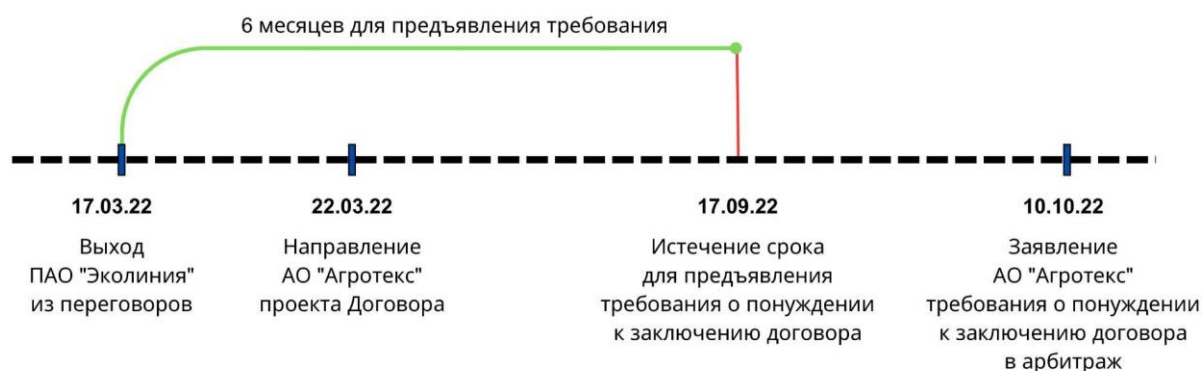 6 месяцев для предъявления требования
17.03.22
Выход
ПАО "Эколиния"
из переговоров
22.03.22
Направление
АО "Агротекс"
проекта Договора
17.09.22
Истечение срока
для предъявления
требования о понуждении
к заключению договора
10.10.22
Заявление
АО "Агротекс"
требования о понуждении
к заключению договора
в арбитраж